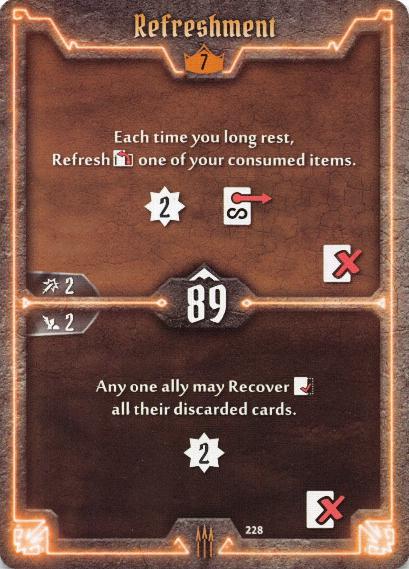 Refreshment
7
Each time you long rest,
Refresh one of your consumed items.
2
2
89
2
Any one ally may Recover
all their discarded cards.
2
228